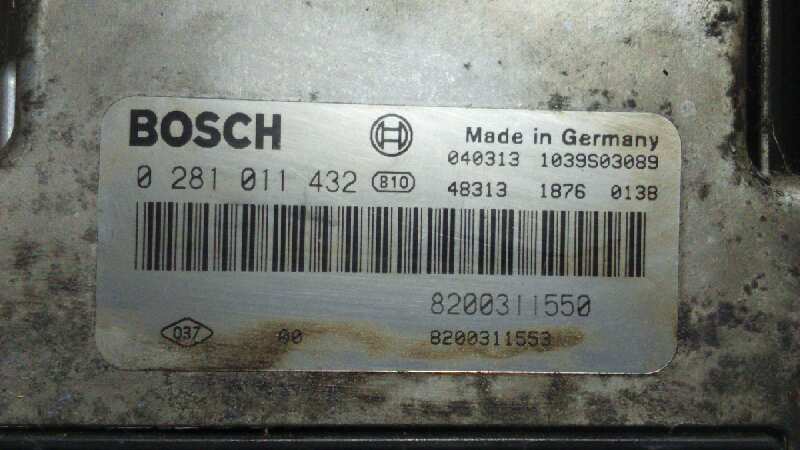 BOSCH
Made in Germany
040313 1039S03089
0 281 011 432 B10
48313 1876 0138
8200311550
037 00 8200311553